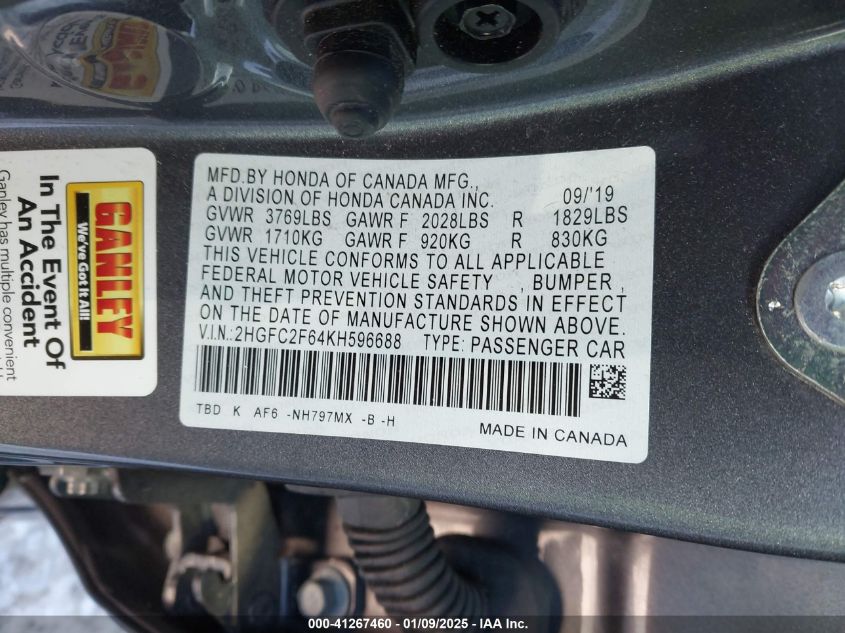 MFD.BY HONDA OF CANADA MFG.,
A DIVISION OF HONDA CANADA INC. 09/'19
GVWR 3769LBS GAWR F 2028LBS R 1829LBS
GVWR 1710KG GAWR F 920KG R 830KG
THIS VEHICLE CONFORMS TO ALL APPLICABLE
FEDERAL MOTOR VEHICLE SAFETY , BUMPER ,
AND THEFT PREVENTION STANDARDS IN EFFECT
ON THE DATE OF MANUFACTURE SHOWN ABOVE.
V.I.N.:2HGFC2F64KH596688 TYPE: PASSENGER CAR
TBD K AF6 -NH797MX -B -H
MADE IN CANADA
GANLEY
We've Got It All!
In The Event Of
An Accident
Ganley has multiple convenient
000-41267460 - 01/09/2025 - IAA Inc.